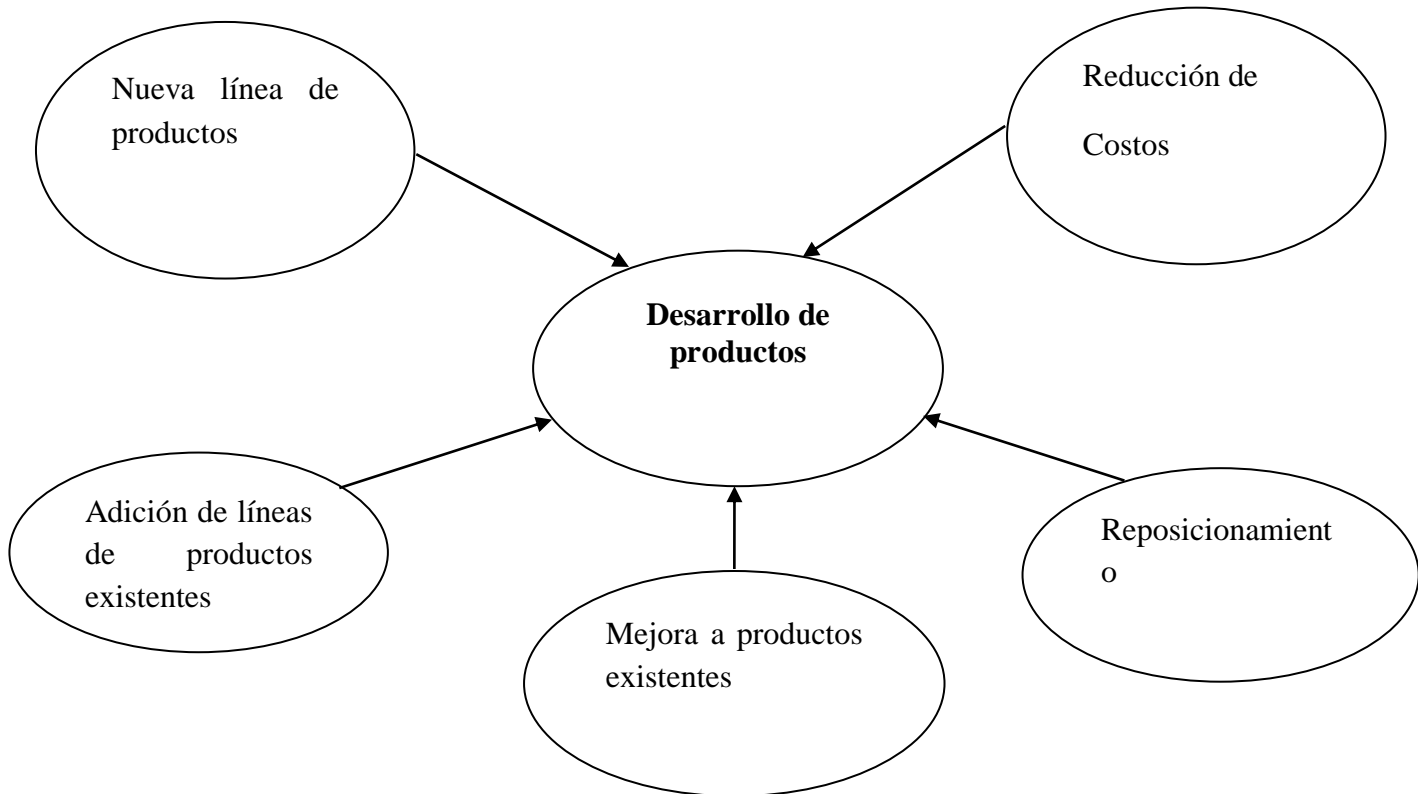 Nueva línea de
productos
Reducción de
Costos
Desarrollo de
productos
Adición de líneas
de productos
existentes
Mejora a productos
existentes
Reposicionamient
o